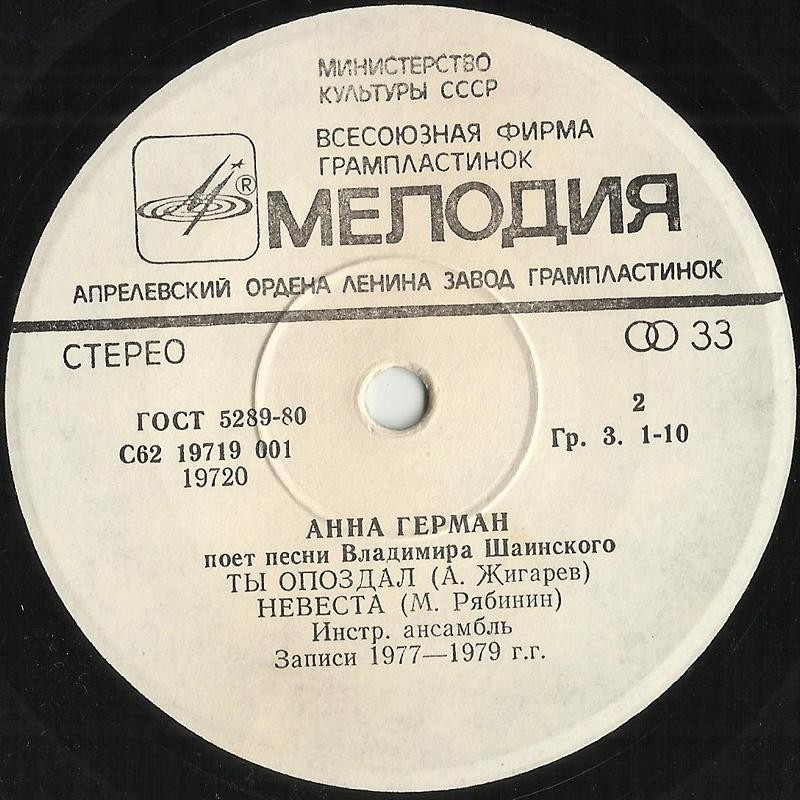 МИНИСТЕРСТВО
КУЛЬТУРЫ СССР
ВСЕСОЮЗНАЯ ФИРМА
ГРАМПЛАСТИНОК
®
МЕЛОДИЯ
АПРЕЛЕВСКИЙ ОРДЕНА ЛЕНИНА ЗАВОД ГРАМПЛАСТИНОК
СТЕРЕО
33
ГОСТ 5289-80
2
С62 19719 001
Гр. 3. 1-10
19720
АННА ГЕРМАН
поет песни Владимира Шаинского
ТЫ ОПОЗДАЛ (А. Жигарев)
НЕВЕСТА (М. Рябинин)
Инстр. ансамбль
Записи 1977—1979 г.г.